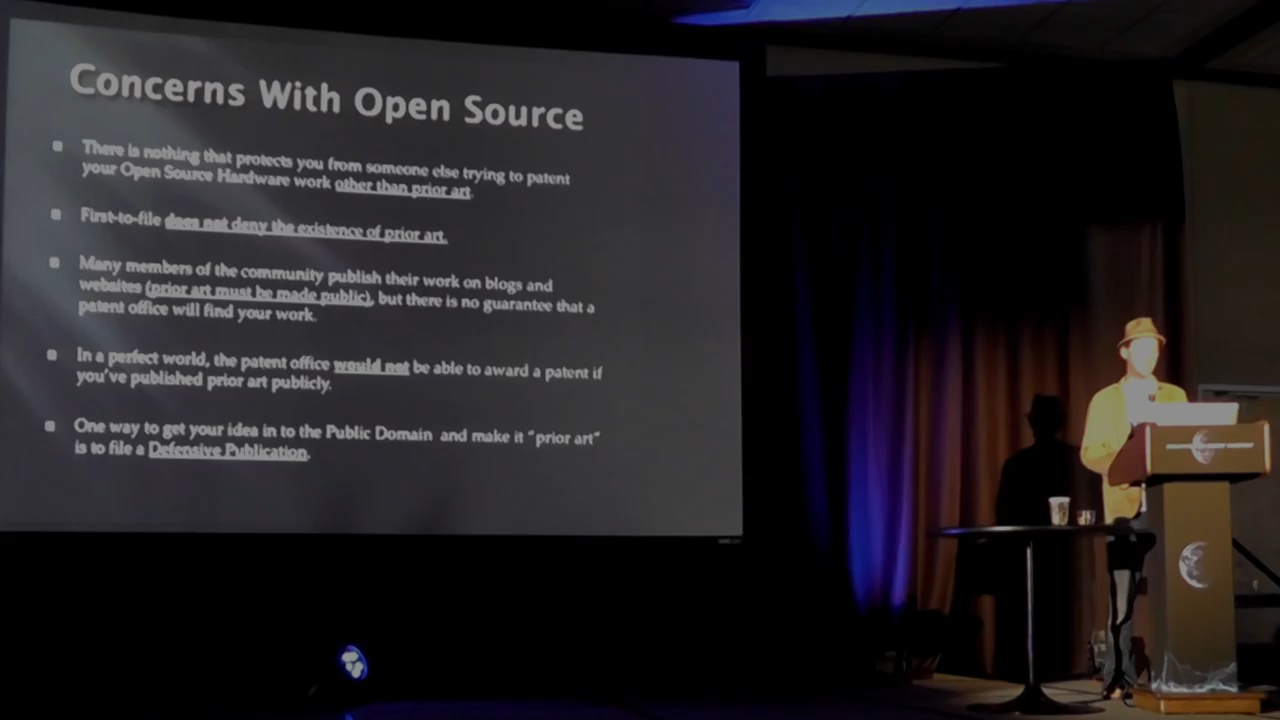 Concerns With Open Source
There is nothing that protects you from someone else trying to patent
your Open Source Hardware work other than prior art.
First-to-file does not deny the existence of prior art.
Many members of the community publish their work on blogs and
websites (prior art must be made public), but there is no guarantee that a
patent office will find your work.
In a perfect world, the patent office would not be able to award a patent if
you've published prior art publicly.
One way to get your idea in to the Public Domain and make it "prior art"
is to file a Defensive Publication.